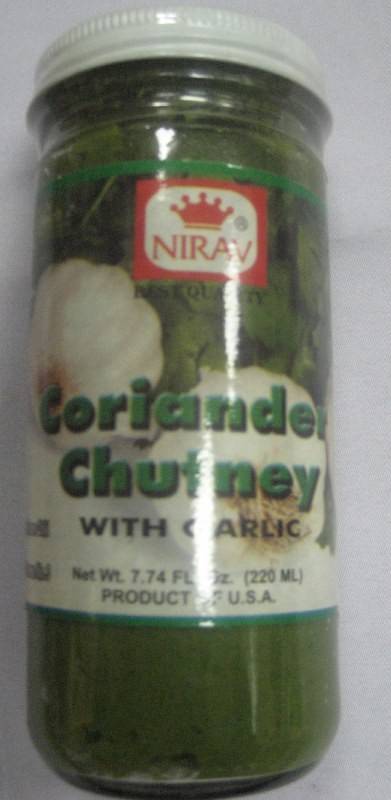 NIRAV
®
BEST QUALITY
Coriander
Chutney
WITH GARLIC
Net Wt. 7.74 FL. Oz. (220 ML)
PRODUCT OF U.S.A.